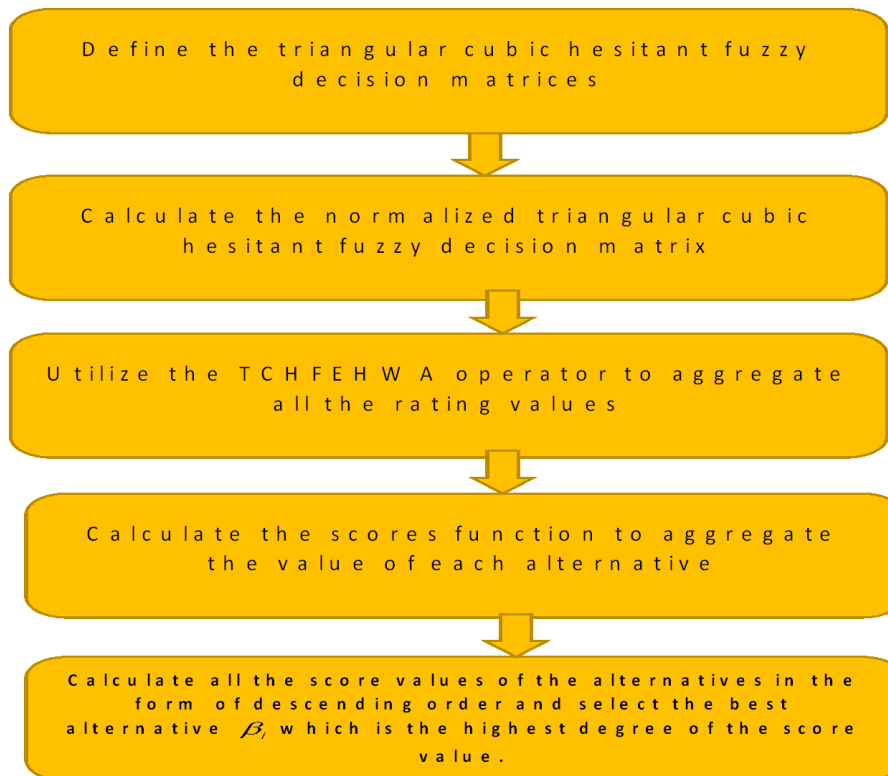 Define the triangular cubic hesitant fuzzy
decision matrices
Calculate the normalized triangular cubic
hesitant fuzzy decision matrix
Utilize the TCHFEHWA operator to aggregate
all the rating values
Calculate the scores function to aggregate
the value of each alternative
Calculate all the score values of the alternatives in the
form of descending order and select the best
alternative βᵢ which is the highest degree of the score
value.